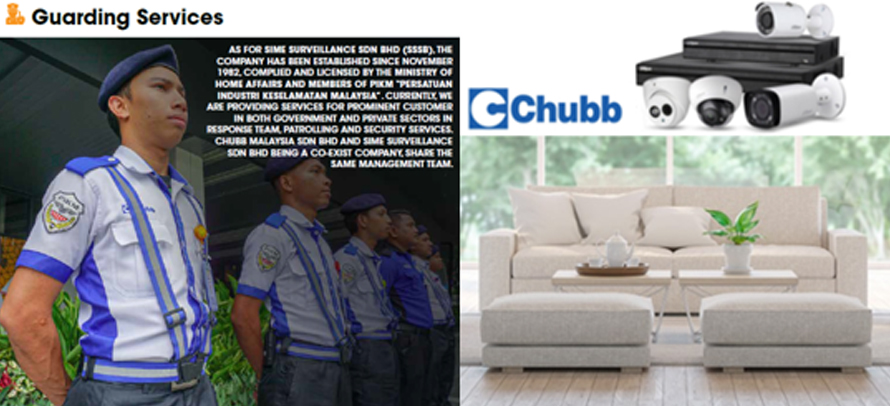 Guarding Services
AS FOR SIME SURVEILLANCE SDN BHD (SSSB), THE
COMPANY HAS BEEN ESTABLISHED SINCE NOVEMBER
1982, COMPLIED AND LICENSED BY THE MINISTRY OF
HOME AFFAIRS AND MEMBERS OF PIKM "PERSATUAN
INDUSTRI KESELAMATAN MALAYSIA". CURRENTLY, WE
ARE PROVIDING SERVICES FOR PROMINENT CUSTOMER
IN BOTH GOVERNMENT AND PRIVATE SECTORS IN
RESPONSE TEAM, PATROLLING AND SECURITY SERVICES.
CHUBB MALAYSIA SDN BHD AND SIME SURVEILLANCE
SDN BHD BEING A CO-EXIST COMPANY, SHARE THE
SAME MANAGEMENT TEAM.
Chubb
Chubb